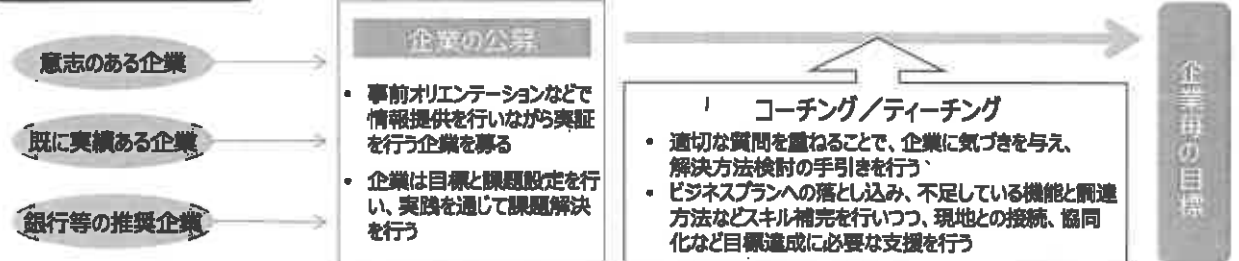 意志のある企業
既に実績ある企業
銀行等の推奨企業
企業の公募
• 事前オリエンテーションなどで
情報提供を行いながら実証
を行う企業を募る
• 企業は目標と課題設定を行
い、実践を通じて課題解決
を行う
コーチング／ティーチング
• 適切な質問を重ねることで、企業に気づきを与え、
解決方法検討の手引きを行う
• ビジネスプランへの落とし込み、不足している機能と調達
方法などスキル補完を行いつつ、現地との接続、協同
化など目標達成に必要な支援を行う
企業毎の目標